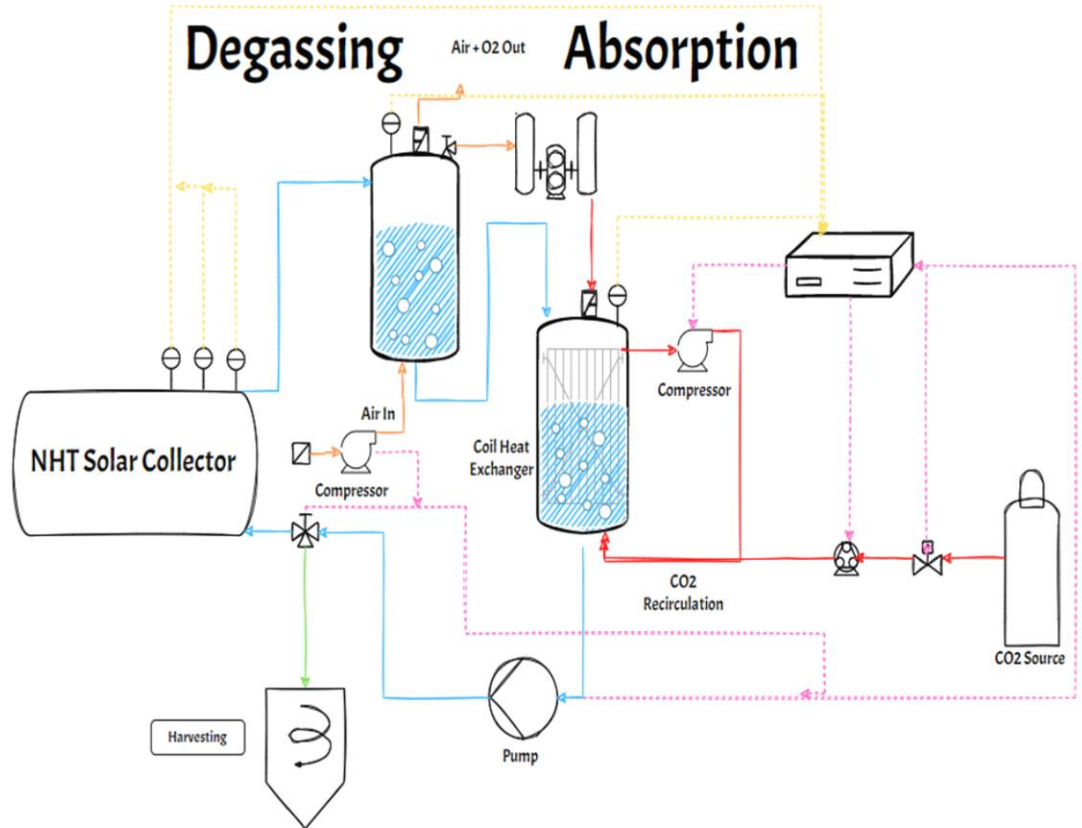 Degassing
Air + O2 Out
Absorption
NHT Solar Collector
Air In
Compressor
Compressor
Coil Heat
Exchanger
CO2
Recirculation
CO2 Source
Harvesting
Pump